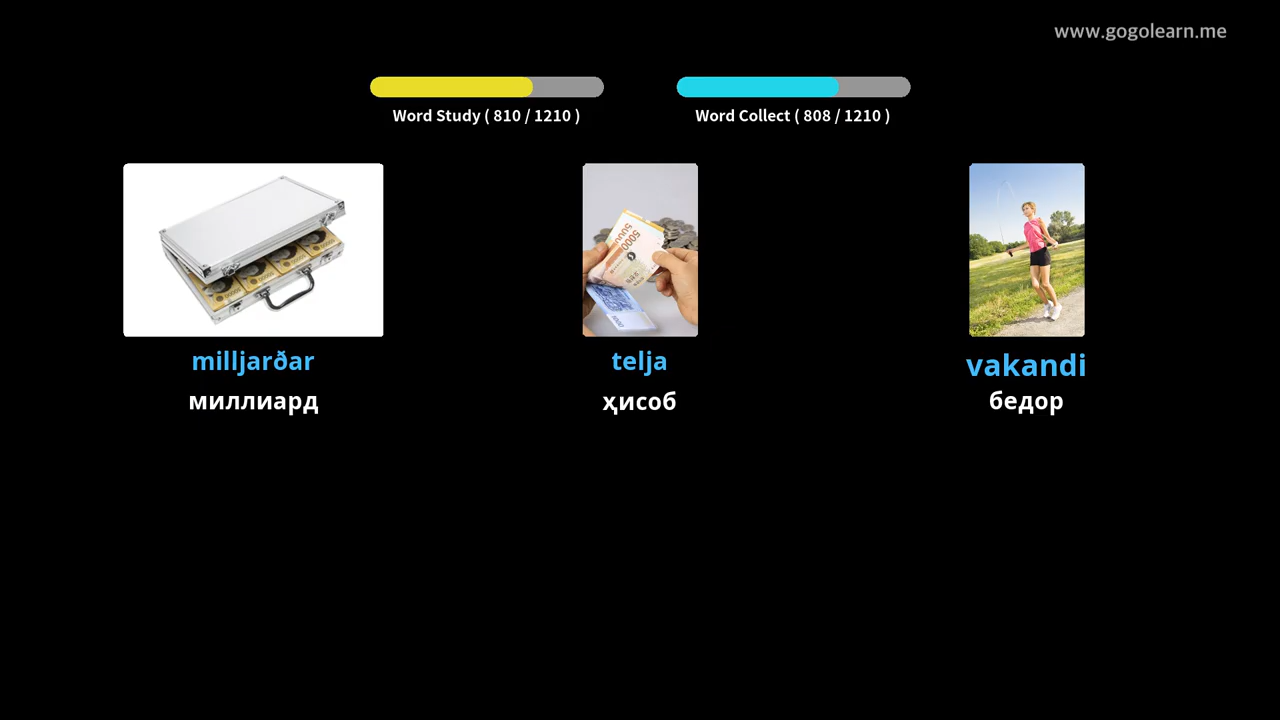 www.gogolearn.me
Word Study ( 810 / 1210 )
Word Collect ( 808 / 1210 )
milljarðar
telja
vakandi
миллиард
ҳисоб
бедор